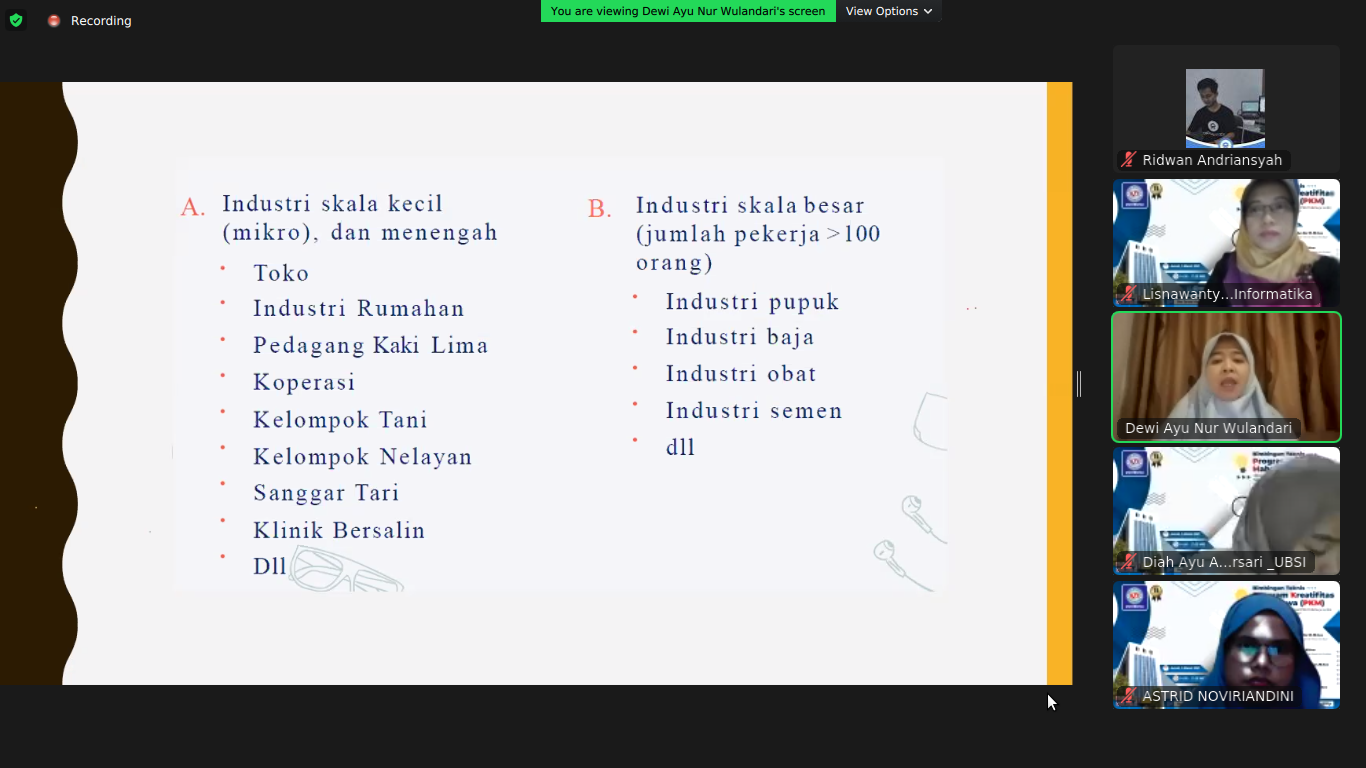 Recording
You are viewing Dewi Ayu Nur Wulandari's screen
View Options
A. Industri skala kecil
(mikro), dan menengah
• Toko
• Industri Rumahan
• Pedagang Kaki Lima
• Koperasi
• Kelompok Tani
• Kelompok Nelayan
• Sanggar Tari
• Klinik Bersalin
• Dll
B. Industri skala besar
(jumlah pekerja >100
orang)
• Industri pupuk
• Industri baja
• Industri obat
• Industri semen
• dll
Ridwan Andriansyah
Lisnawanty...Informatika
Dewi Ayu Nur Wulandari
Diah Ayu A...rsari _UBSI
ASTRID NOVIRIANDINI